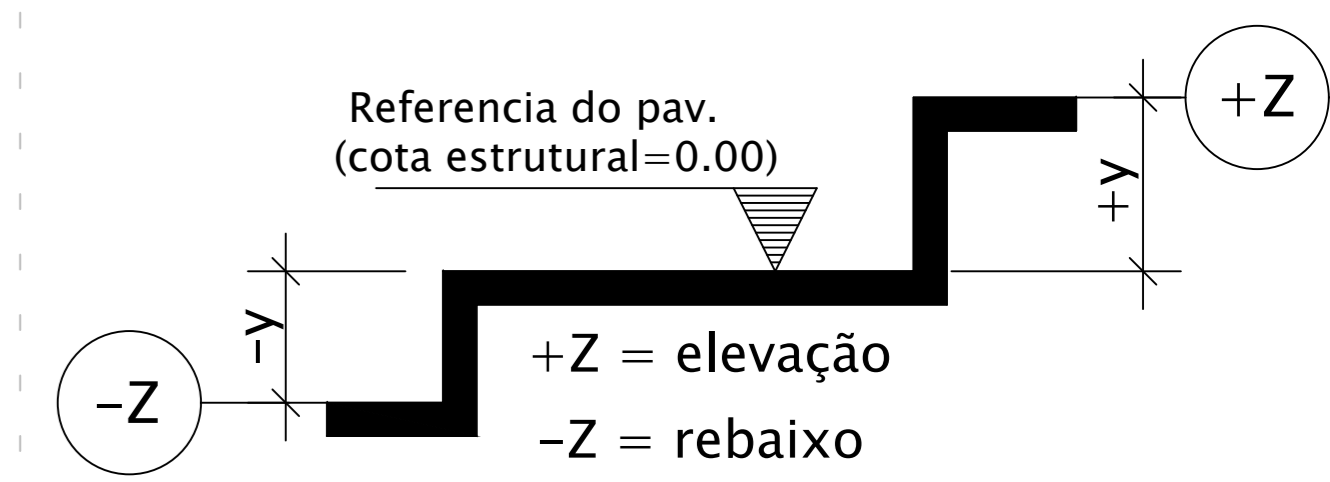 +Z
Referencia do pav.
(cota estrutural=0.00)
+y
-y
+Z = elevação
-Z
-Z = rebaixo